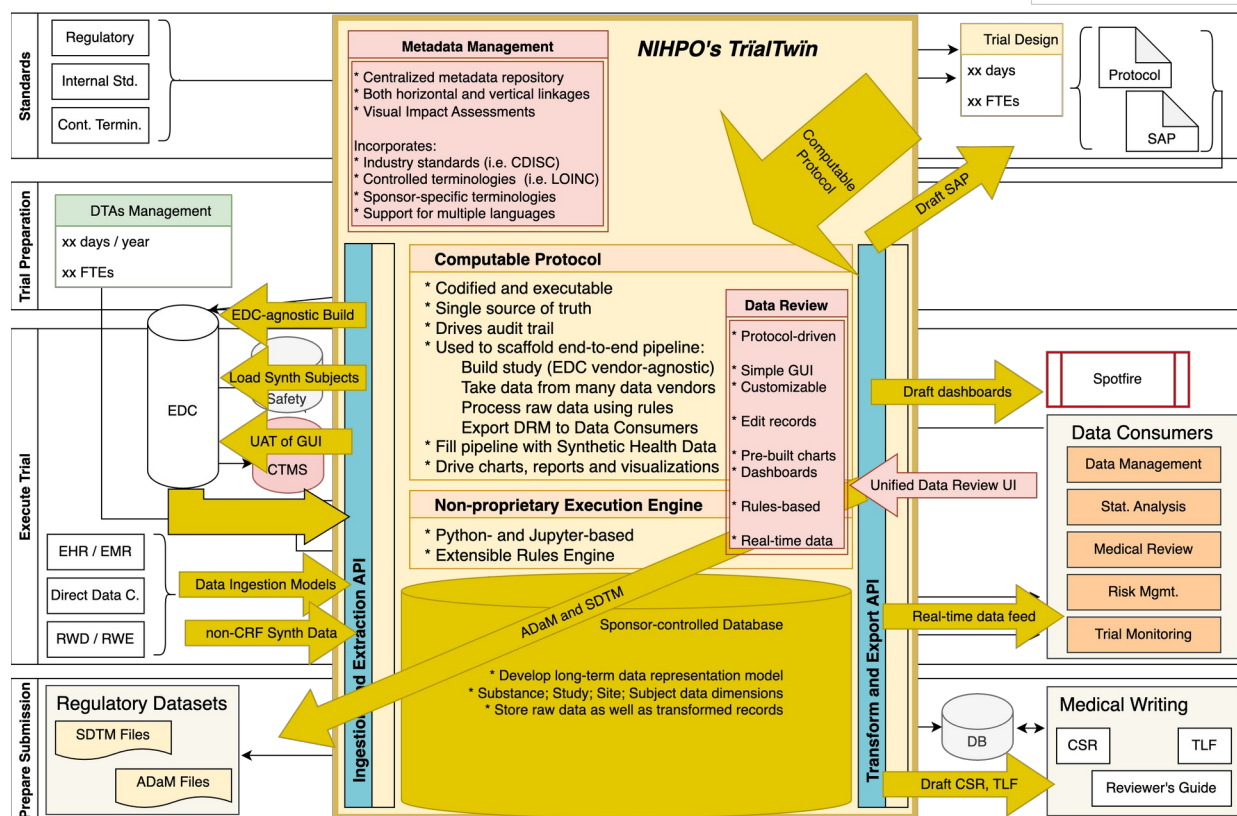 Standards
Regulatory
Internal Std.
Cont. Termin.
Metadata Management
* Centralized metadata repository
* Both horizontal and vertical linkages
* Visual Impact Assessments
Incorporates:
* Industry standards (i.e. CDISC)
* Controlled terminologies (i.e. LOINC)
* Sponsor-specific terminologies
* Support for multiple languages
NIHPO's TrialTwin
Computable
Protocol
Draft SAP
Trial Design
xx days
xx FTEs
Protocol
SAP
Trial Preparation
DTAs Management
xx days / year
xx FTEs
Computable Protocol
* Codified and executable
* Single source of truth
* Drives audit trail
* Used to scaffold end-to-end pipeline:
Build study (EDC vendor-agnostic)
Take data from many data vendors
Process raw data using rules
Export DRM to Data Consumers
* Fill pipeline with Synthetic Health Data
* Drive charts, reports and visualizations
Data Review
* Protocol-driven
* Simple GUI
* Customizable
* Edit records
* Pre-built charts
* Dashboards
* Rules-based
* Real-time data
Execute Trial
EDC-agnostic Build
Load Synth Subjects
Safety
EDC
UAT of GUI
CTMS
EHR / EMR
Direct Data C.
RWD / RWE
Data Ingestion Models
non-CRF Synth Data
Ingestion and Extraction API
Non-proprietary Execution Engine
* Python- and Jupyter-based
* Extensible Rules Engine
ADaM and SDTM
Sponsor-controlled Database
* Develop long-term data representation model
* Substance; Study; Site; Subject data dimensions
* Store raw data as well as transformed records
Transform and Export API
Draft dashboards
Spotfire
Unified Data Review UI
Data Consumers
Data Management
Stat. Analysis
Medical Review
Risk Mgmt.
Trial Monitoring
Real-time data feed
Prepare Submission
Regulatory Datasets
SDTM Files
ADaM Files
DB
Medical Writing
CSR
TLF
Reviewer's Guide
Draft CSR, TLF